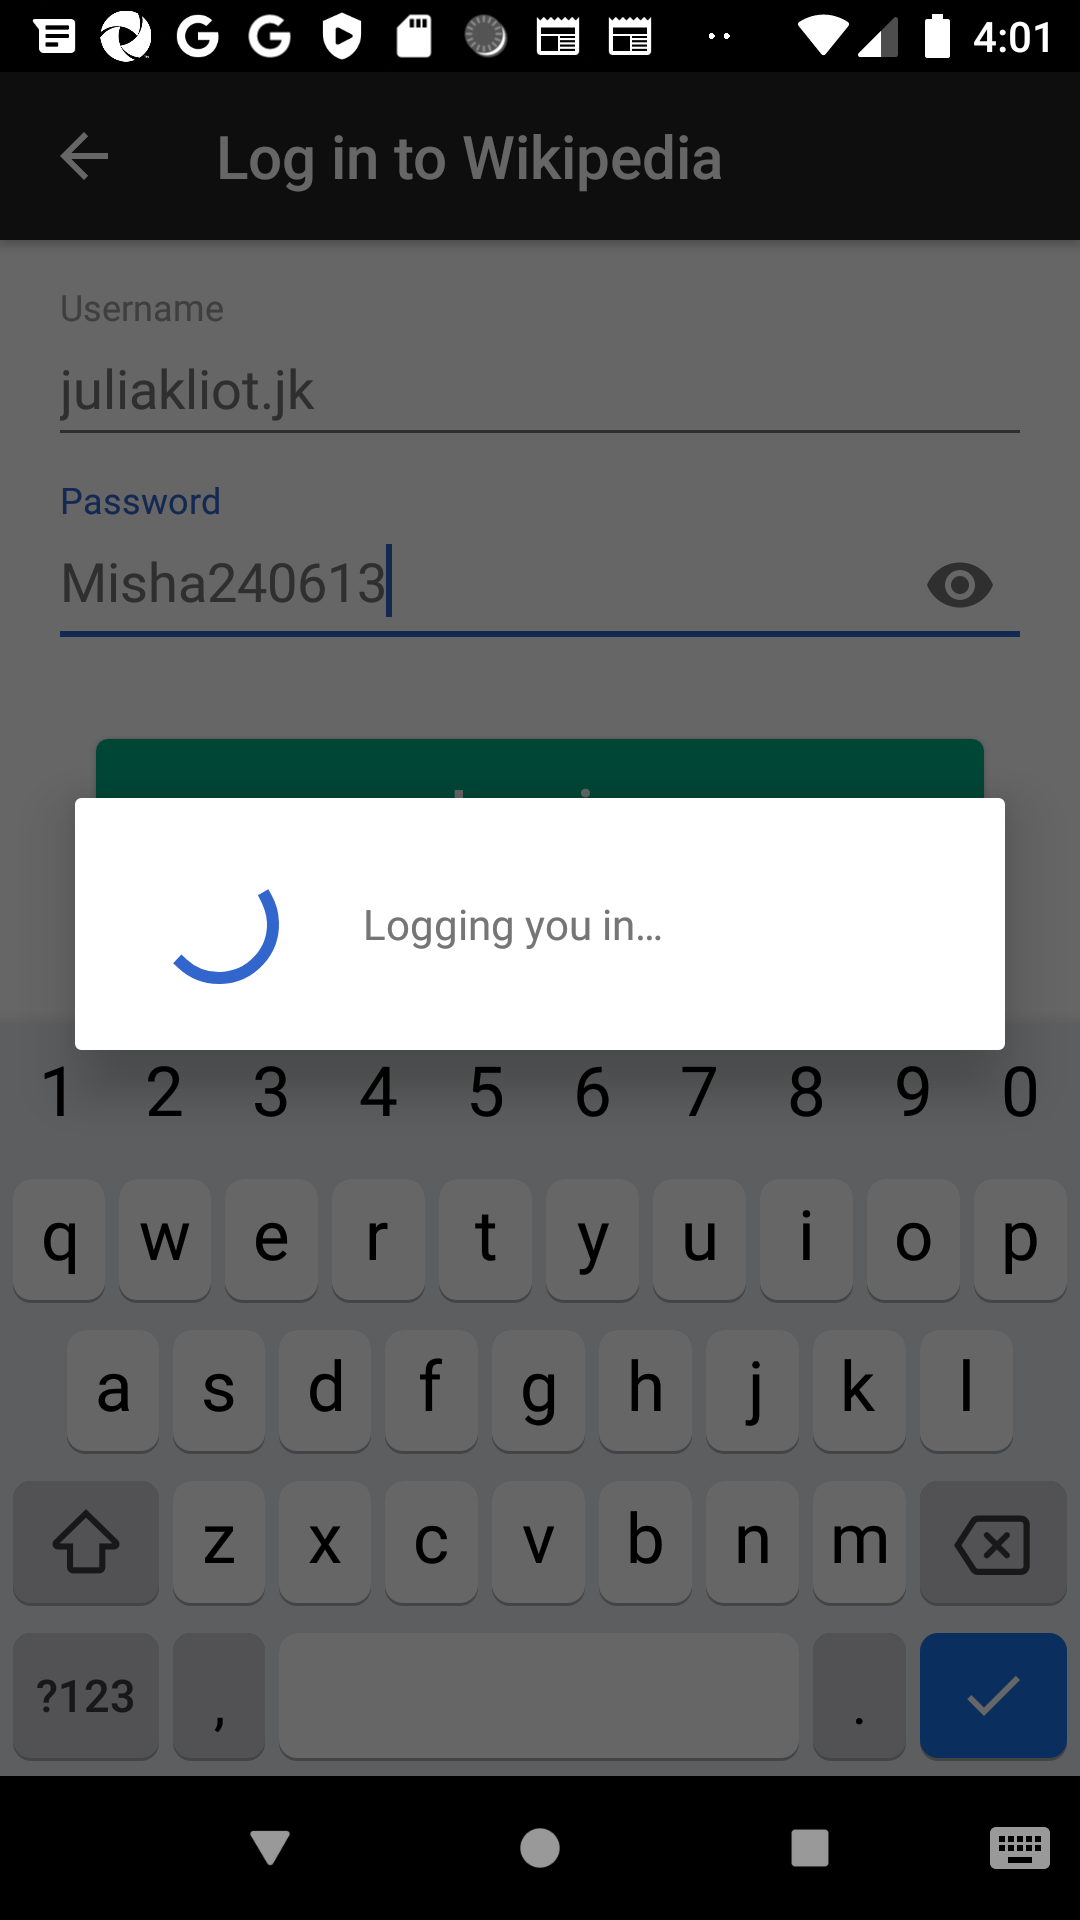 4:01
Log in to Wikipedia
Username
juliakliot.jk
Password
Misha240613
Logging you in...
1 2 3 4 5 6 7 8 9 0
q w e r t y u i o p
a s d f g h j k l
z x c v b n m
?123 , .